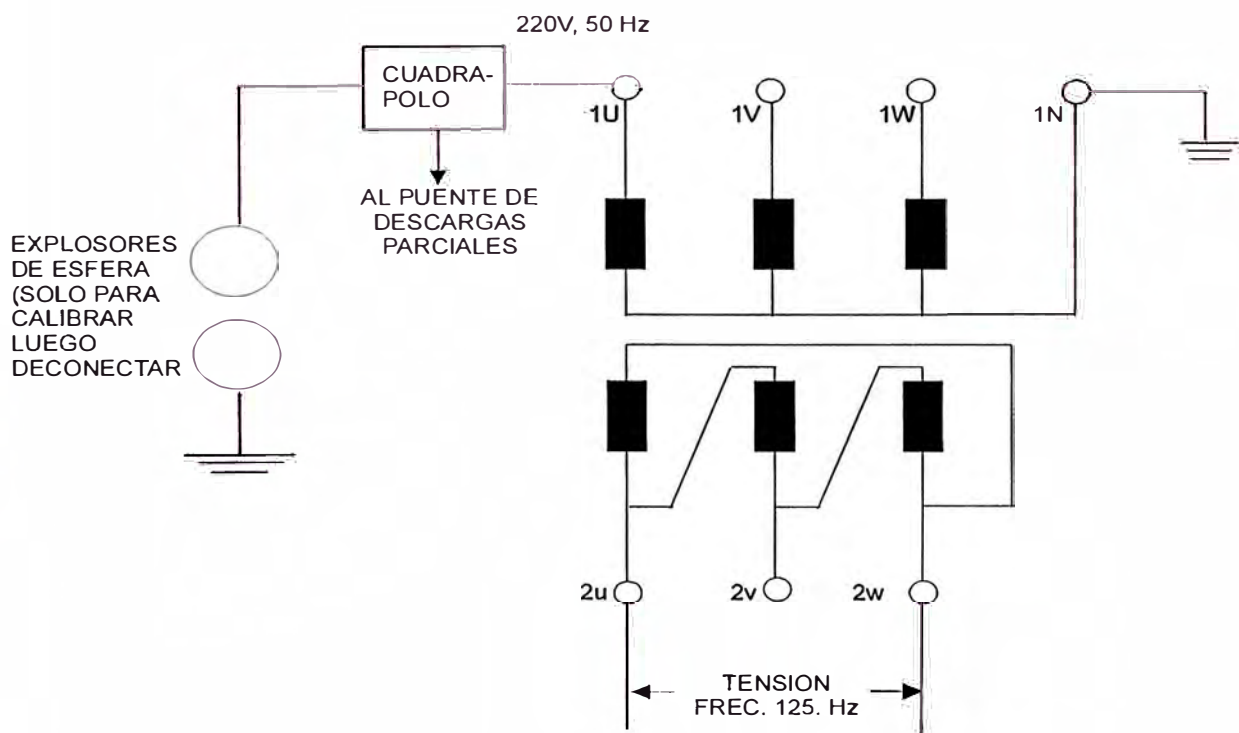 220V, 50 Hz
CUADRA-
POLO
1U
1V
1W
1N
AL PUENTE DE
DESCARGAS
PARCIALES
EXPLOSORES
DE ESFERA
(SOLO PARA
CALIBRAR
LUEGO
DECONECTAR
2u
2v
2w
TENSION
FREC. 125. Hz